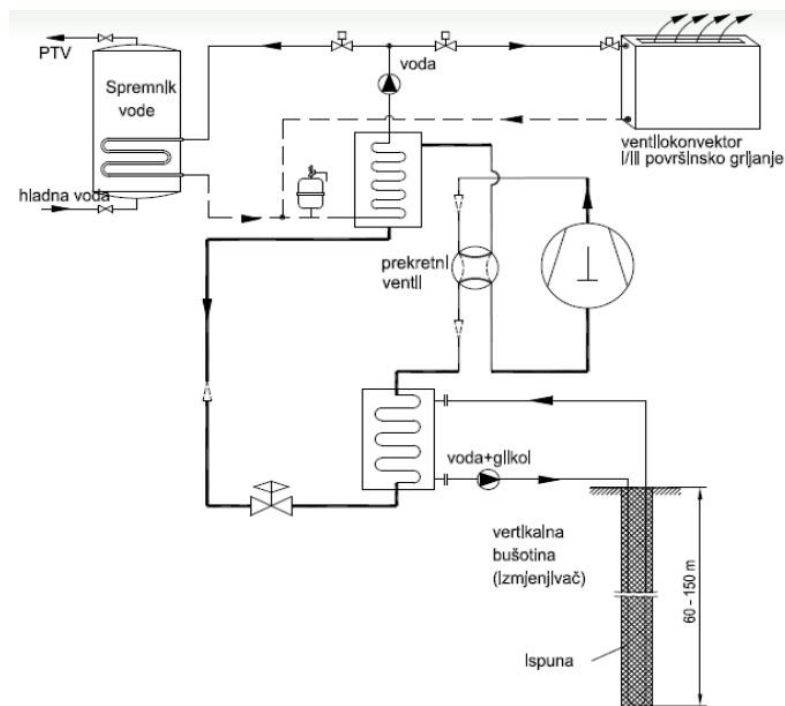 PTV
Spremnik
vode
hladna voda
voda
ventilokonvektor
i/ili površinsko grijanje
prekretni
ventil
voda+glikol
vertikalna
bušotina
(izmjenjivač)
60 - 150 m
Ispuna